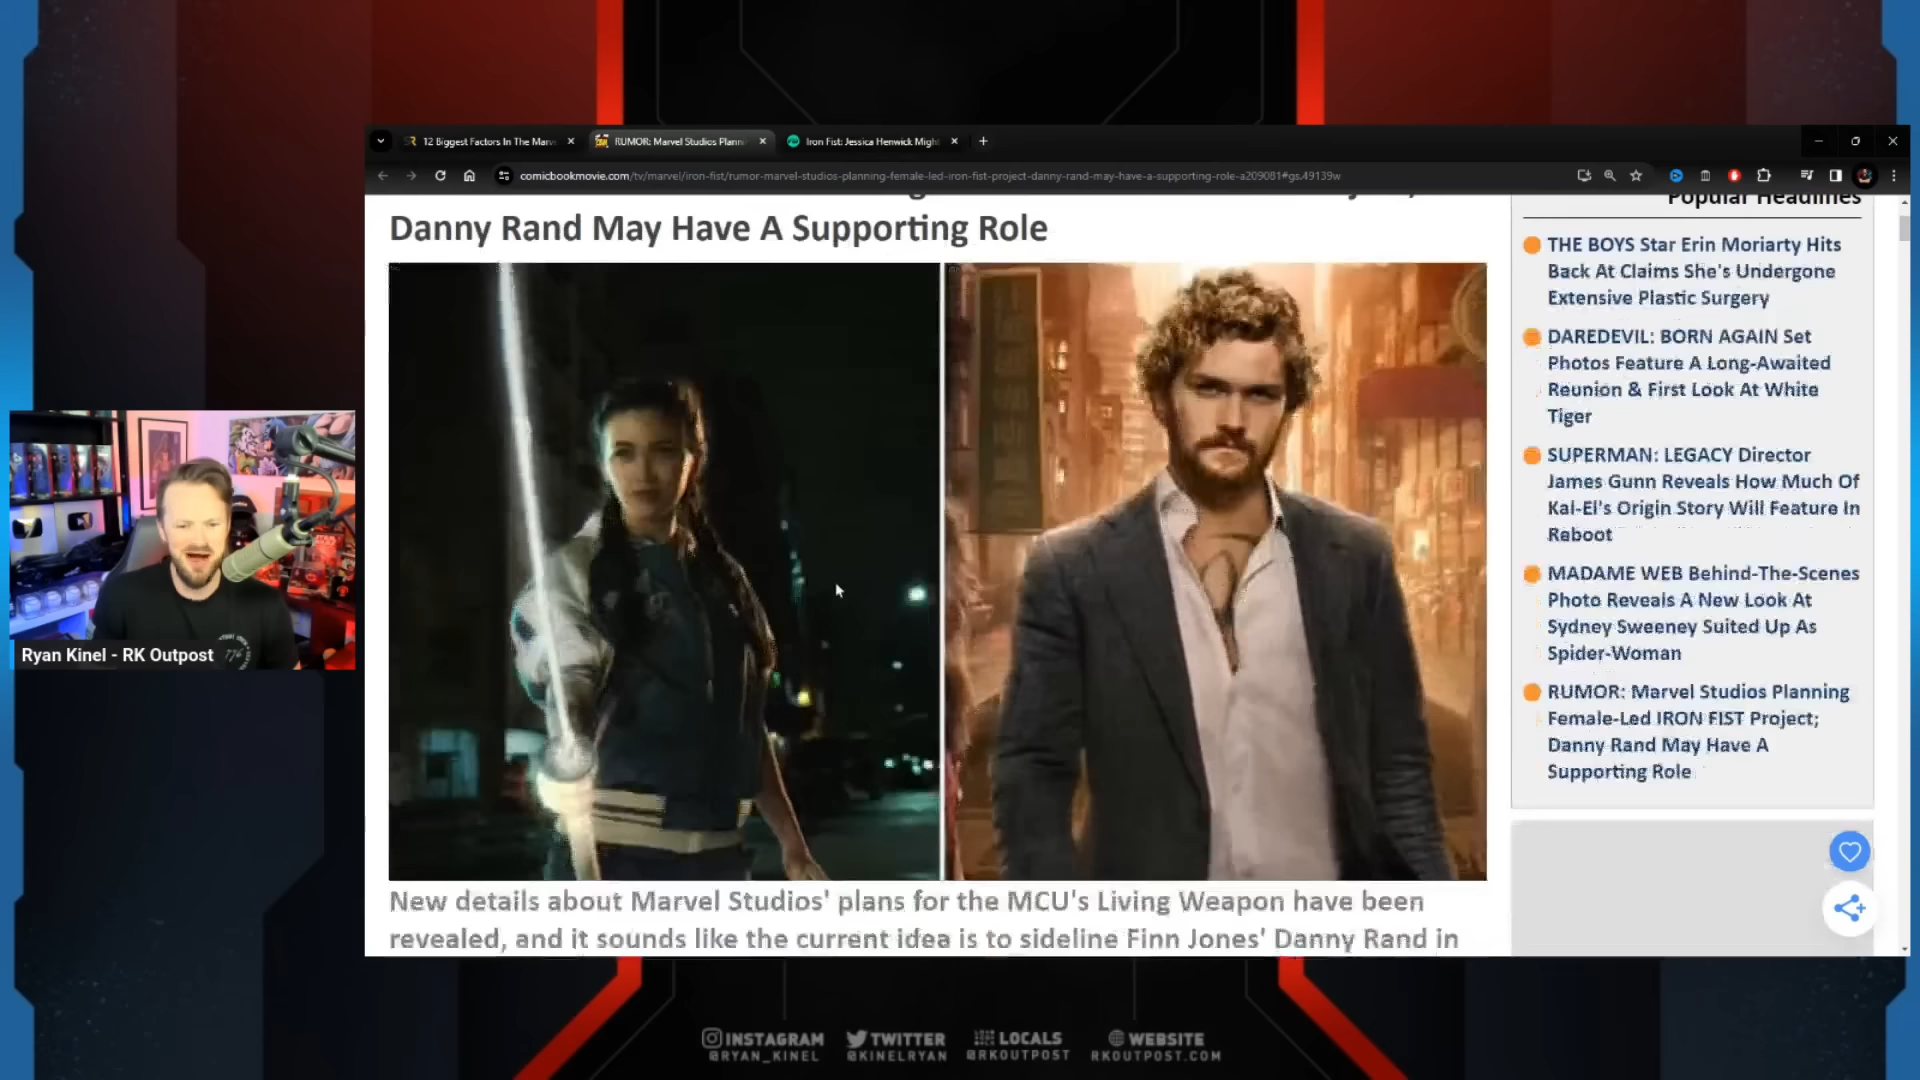 12 Biggest Factors In The Marv
RUMOR: Marvel Studios Plann
Iron Fist: Jessica Henwick Migh
comicbookmovie.com/tv/marvel/iron-fist/rumor-marvel-studios-planning-female-led-iron-fist-project-danny-rand-may-have-a-supporting-role-a209081#gs.49139w
Danny Rand May Have A Supporting Role
Popular Headlines
THE BOYS Star Erin Moriarty Hits
Back At Claims She's Undergone
Extensive Plastic Surgery
DAREDEVIL: BORN AGAIN Set
Photos Feature A Long-Awaited
Reunion & First Look At White
Tiger
SUPERMAN: LEGACY Director
James Gunn Reveals How Much Of
Kal-El's Origin Story Will Feature In
Reboot
MADAME WEB Behind-The-Scenes
Photo Reveals A New Look At
Sydney Sweeney Suited Up As
Spider-Woman
RUMOR: Marvel Studios Planning
Female-Led IRON FIST Project;
Danny Rand May Have A
Supporting Role
New details about Marvel Studios' plans for the MCU's Living Weapon have been
revealed, and it sounds like the current idea is to sideline Finn Jones' Danny Rand in
Ryan Kinel - RK Outpost
INSTAGRAM
@RYAN_KINEL
TWITTER
@KINELRYAN
LOCALS
@RKOUTPOST
WEBSITE
RKOUTPOST.COM